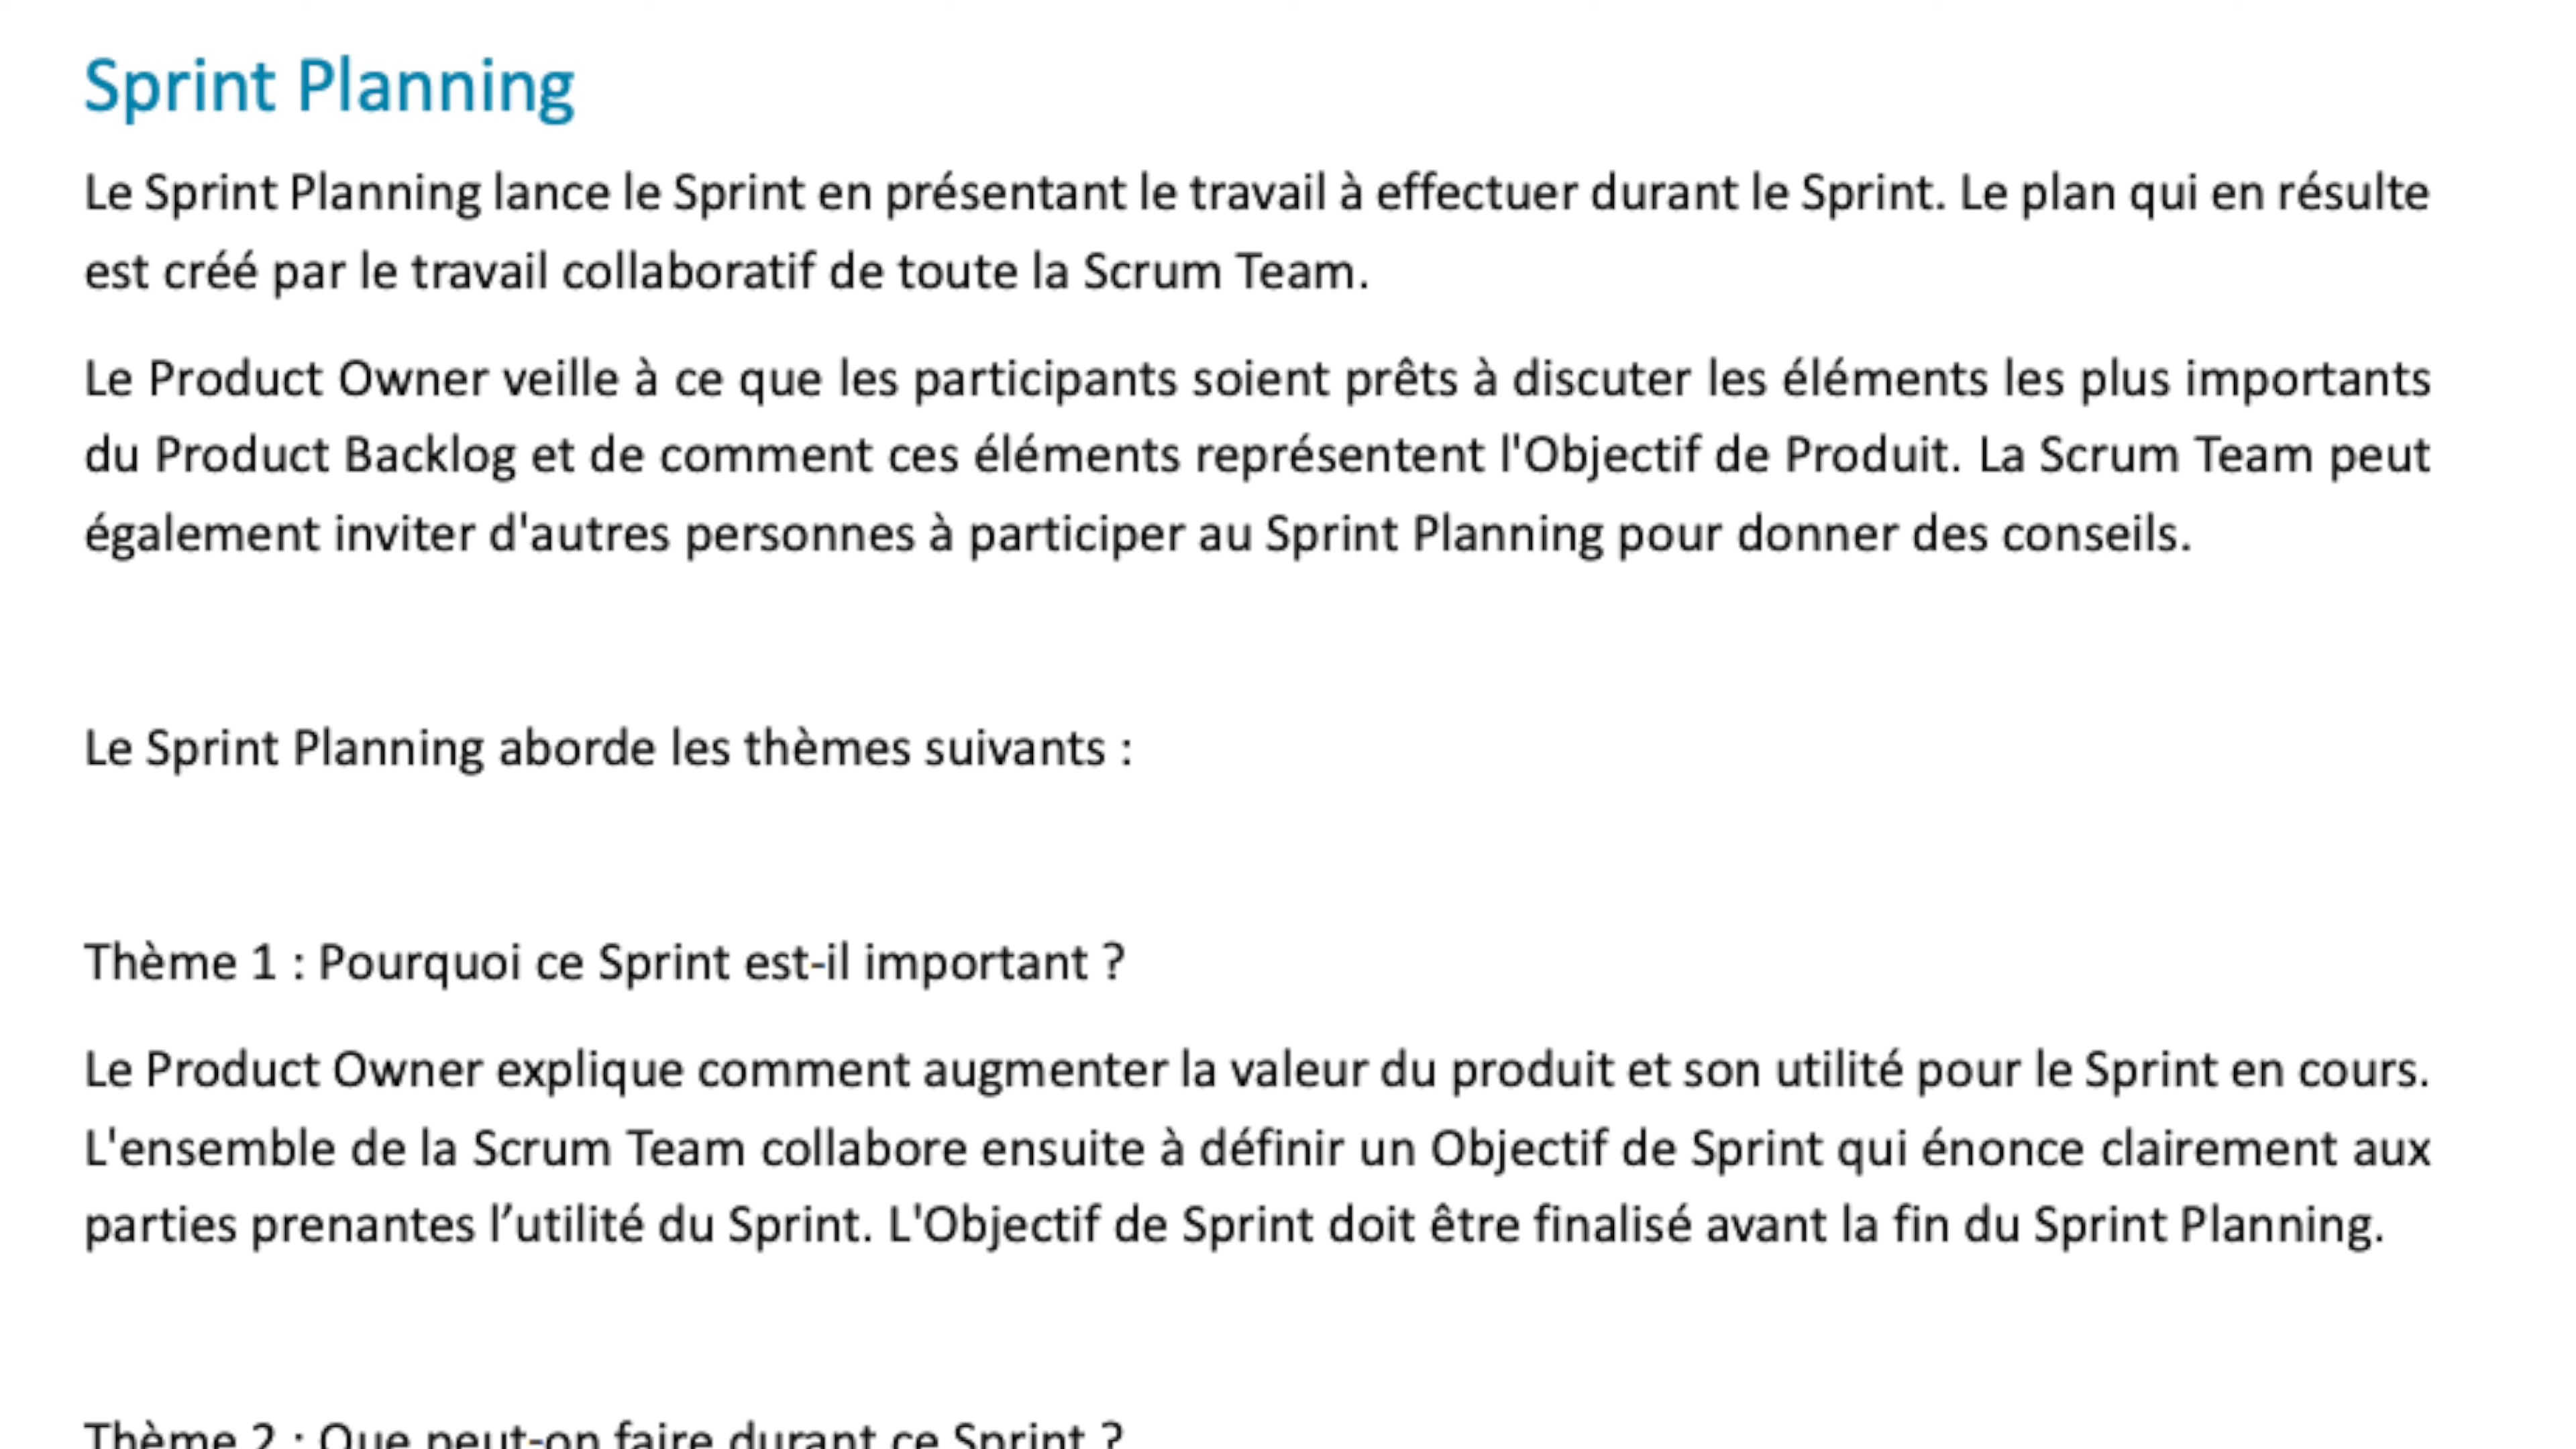 Sprint Planning
Le Sprint Planning lance le Sprint en présentant le travail à effectuer durant le Sprint. Le plan qui en résulte
est créé par le travail collaboratif de toute la Scrum Team.
Le Product Owner veille à ce que les participants soient prêts à discuter les éléments les plus importants
du Product Backlog et de comment ces éléments représentent l'Objectif de Produit. La Scrum Team peut
également inviter d'autres personnes à participer au Sprint Planning pour donner des conseils.
Le Sprint Planning aborde les thèmes suivants :
Thème 1 : Pourquoi ce Sprint est-il important ?
Le Product Owner explique comment augmenter la valeur du produit et son utilité pour le Sprint en cours.
L'ensemble de la Scrum Team collabore ensuite à définir un Objectif de Sprint qui énonce clairement aux
parties prenantes l’utilité du Sprint. L'Objectif de Sprint doit être finalisé avant la fin du Sprint Planning.
Thème 2 : Que peut-on faire durant ce Sprint ?